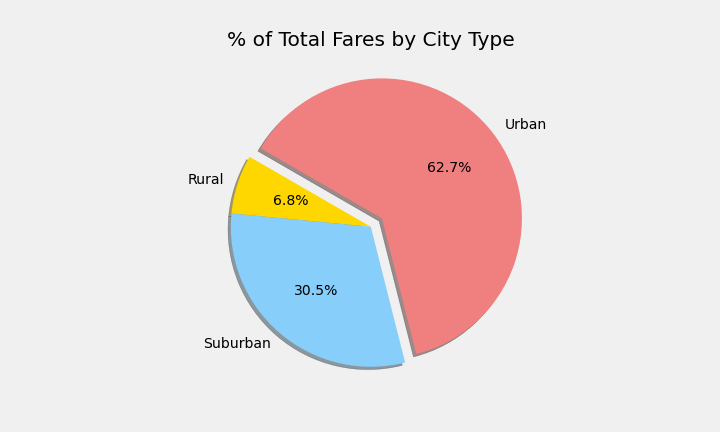 % of Total Fares by City Type
Urban
62.7%
Rural
6.8%
30.5%
Suburban